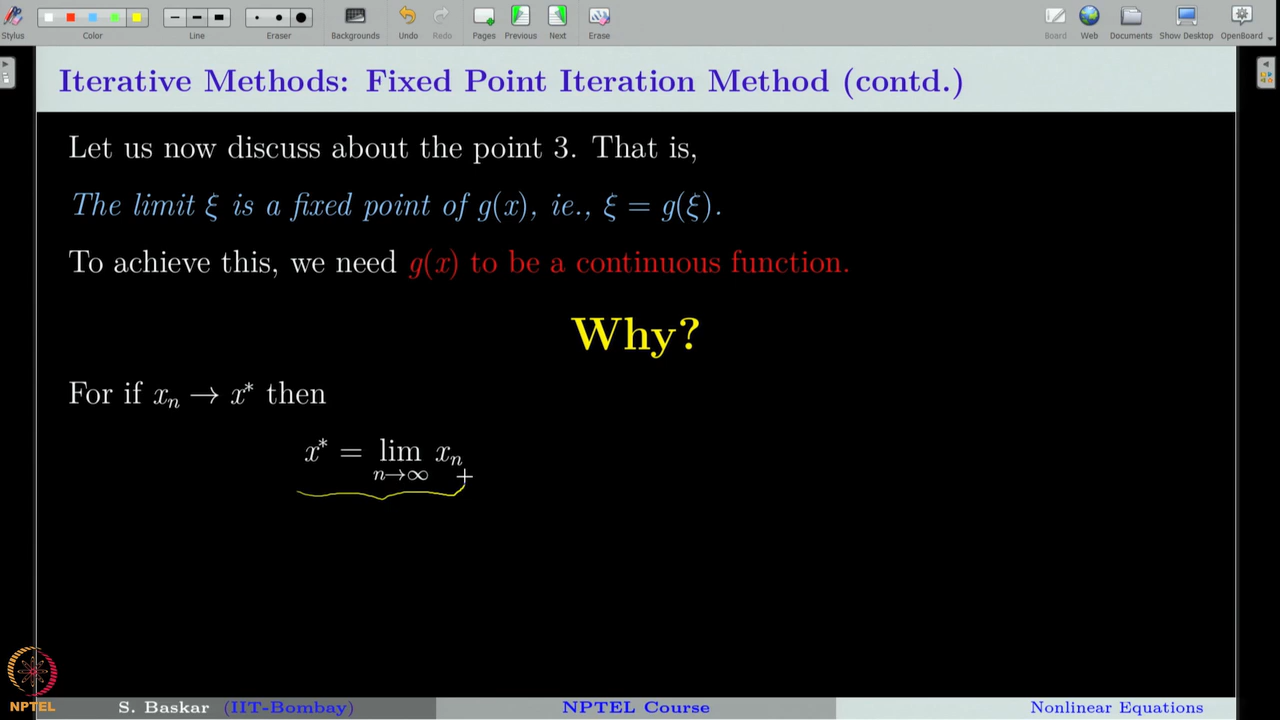 Stylus Color Line Eraser Backgrounds Undo Redo Pages Previous Next Erase Board Web Documents Show Desktop OpenBoard
Iterative Methods: Fixed Point Iteration Method (contd.)
Let us now discuss about the point 3. That is,
The limit ξ is a fixed point of g(x), ie., ξ = g(ξ).
To achieve this, we need g(x) to be a continuous function.
Why?
For if xₙ → x* then
x* = lim xₙ
n→∞
NPTEL
S. Baskar (IIT-Bombay) NPTEL Course Nonlinear Equations